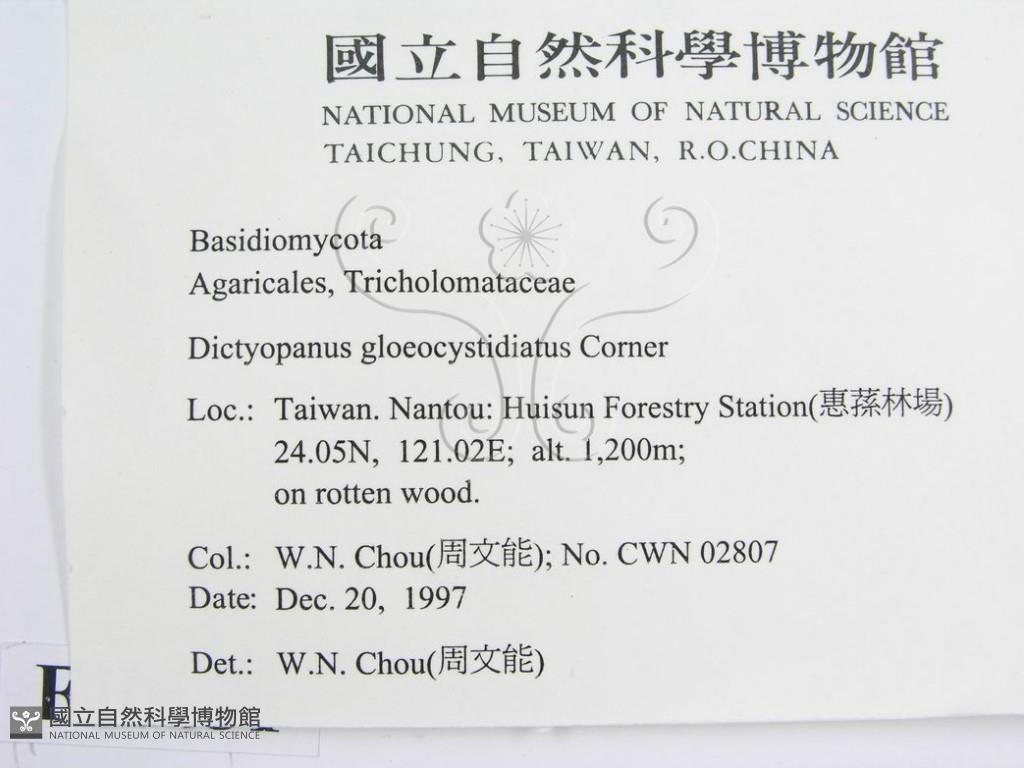 國立自然科學博物館
NATIONAL MUSEUM OF NATURAL SCIENCE
TAICHUNG, TAIWAN, R.O.CHINA
Basidiomycota
Agaricales, Tricholomataceae
Dictyopanus gloeocystidiatus Corner
Loc.: Taiwan. Nantou: Huisun Forestry Station(惠蓀林場)
24.05N, 121.02E; alt. 1,200m;
on rotten wood.
Col.: W.N. Chou(周文能); No. CWN 02807
Date: Dec. 20, 1997
Det.: W.N. Chou(周文能)
國立自然科學博物館
NATIONAL MUSEUM OF NATURAL SCIENCE